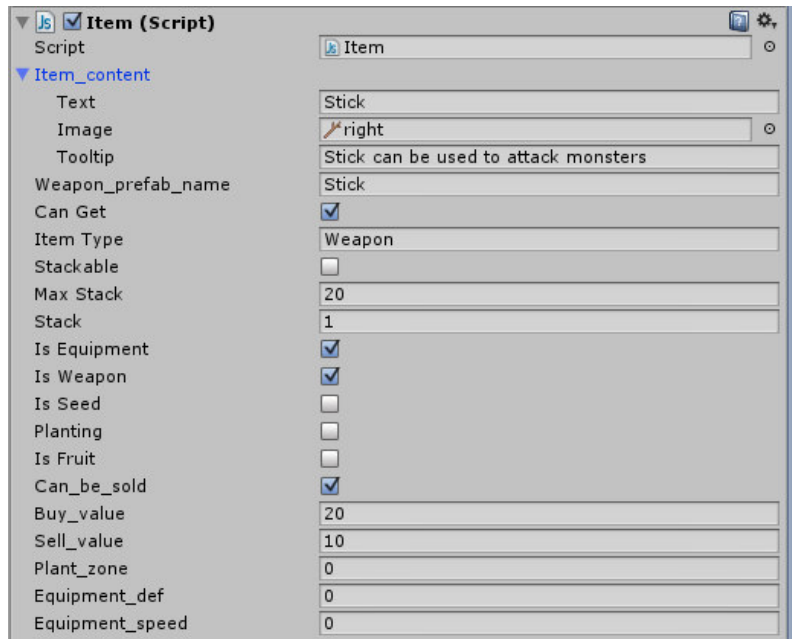 Js Item (Script)
Script Js Item
Item_content
Text Stick
Image right
Tooltip Stick can be used to attack monsters
Weapon_prefab_name Stick
Can Get
Item Type Weapon
Stackable
Max Stack 20
Stack 1
Is Equipment
Is Weapon
Is Seed
Planting
Is Fruit
Can_be_sold
Buy_value 20
Sell_value 10
Plant_zone 0
Equipment_def 0
Equipment_speed 0